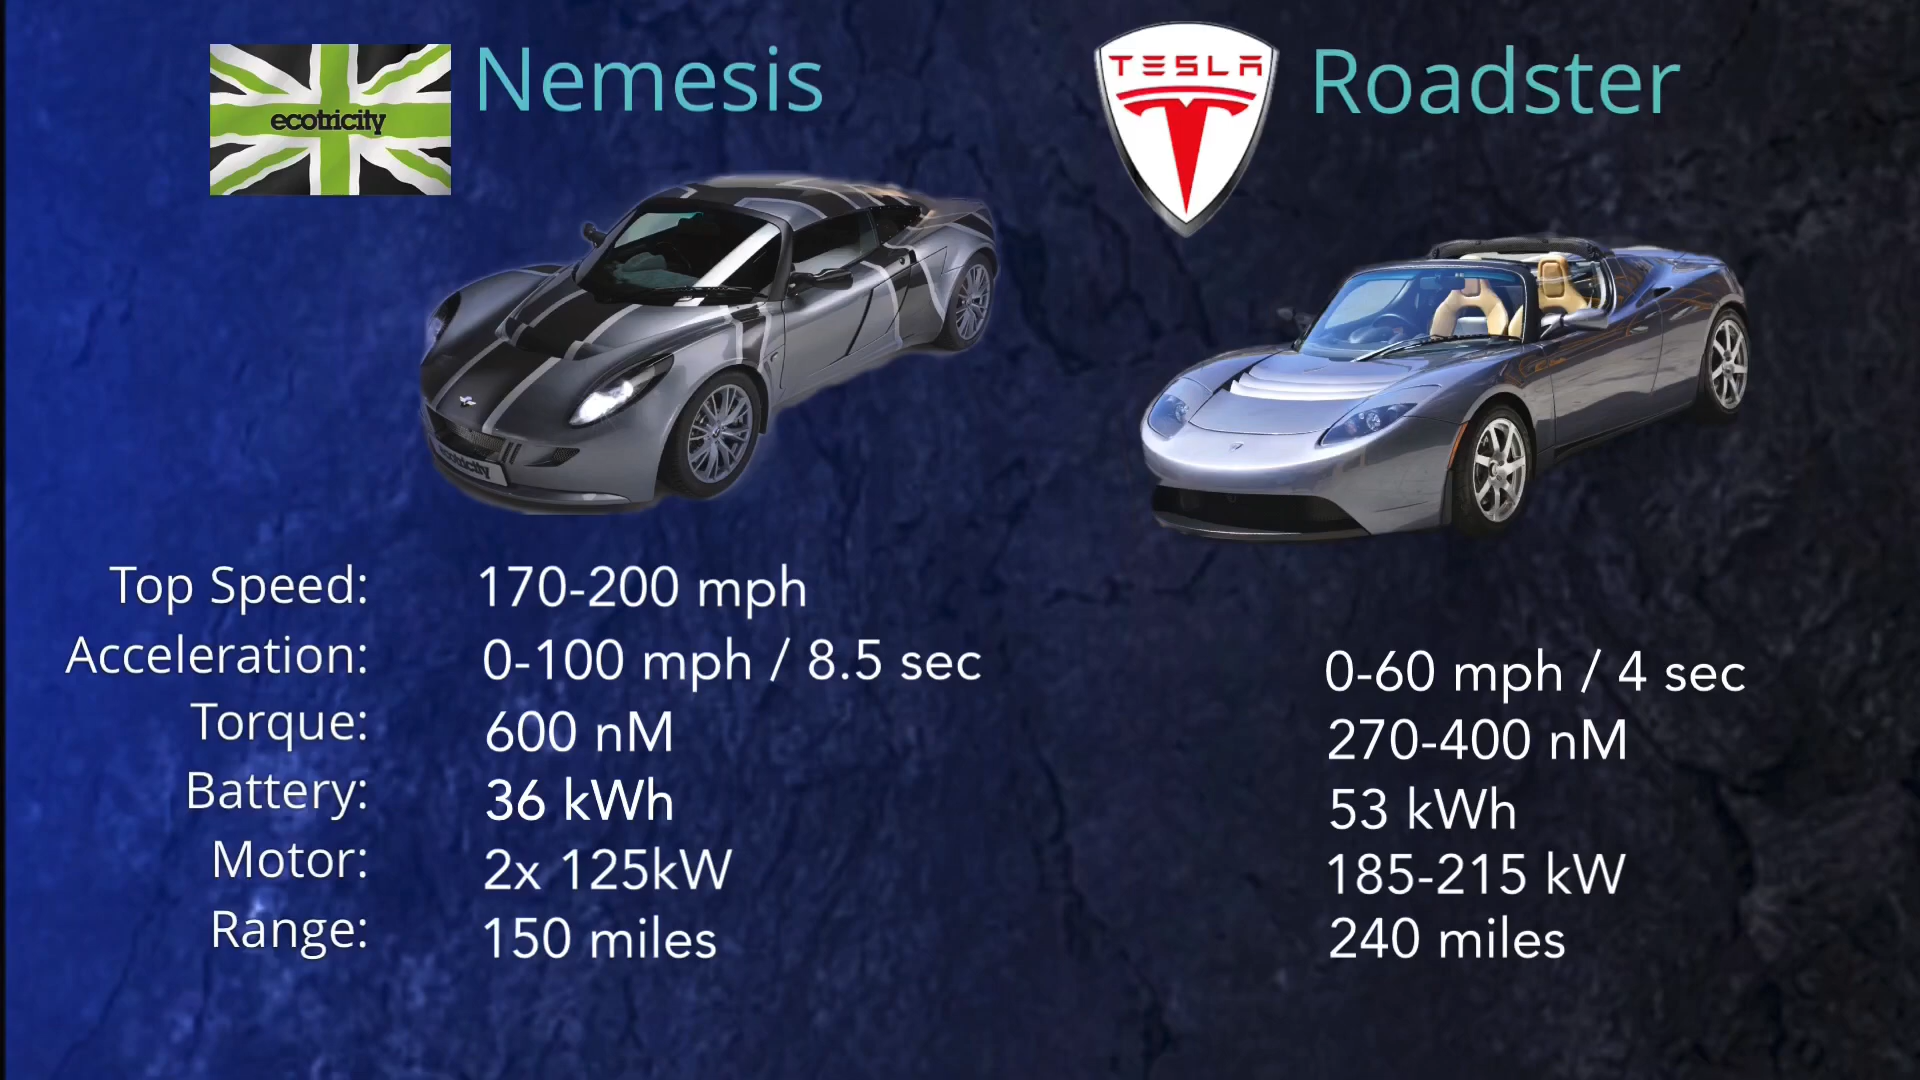 ecotricity
Nemesis
TESLA
Roadster
ecotricity
Top Speed: 170-200 mph
Acceleration: 0-100 mph / 8.5 sec 0-60 mph / 4 sec
Torque: 600 nM 270-400 nM
Battery: 36 kWh 53 kWh
Motor: 2x 125kW 185-215 kW
Range: 150 miles 240 miles